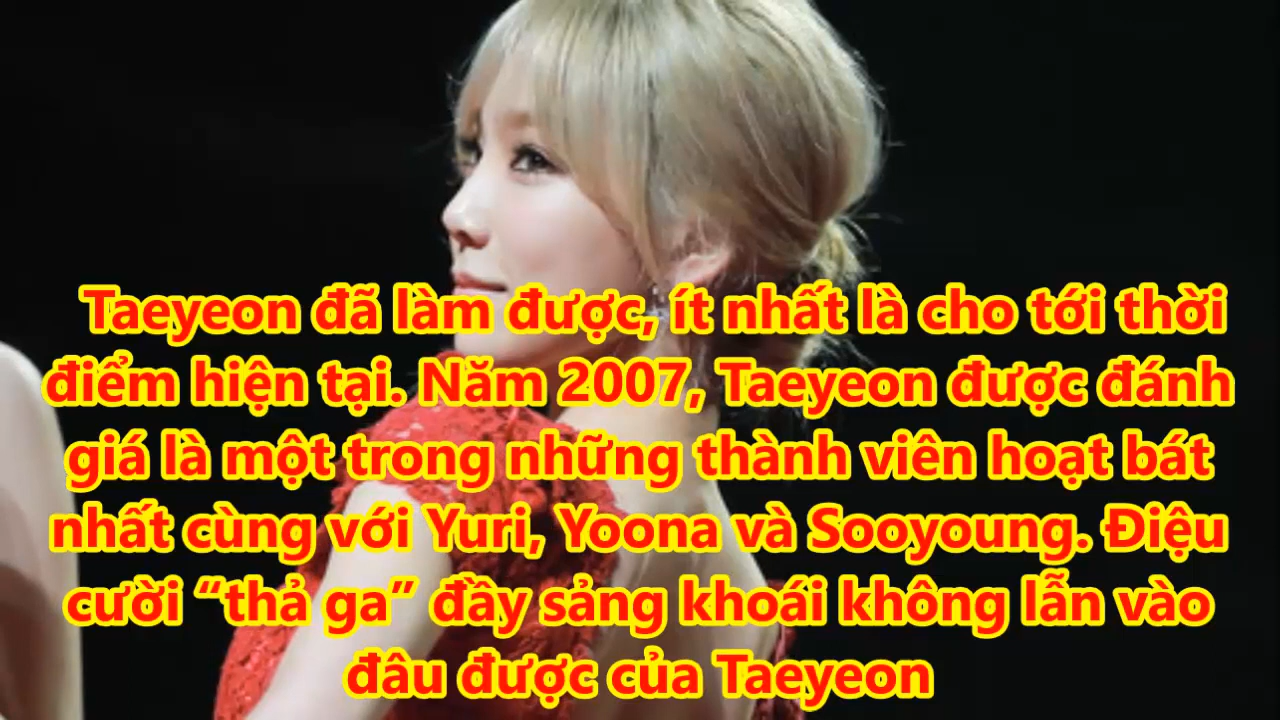 Taeyeon đã làm được, ít nhất là cho tới thời
điểm hiện tại. Năm 2007, Taeyeon được đánh
giá là một trong những thành viên hoạt bát
nhất cùng với Yuri, Yoona và Sooyoung. Điệu
cười “thả ga” đầy sảng khoái không lẫn vào
đâu được của Taeyeon